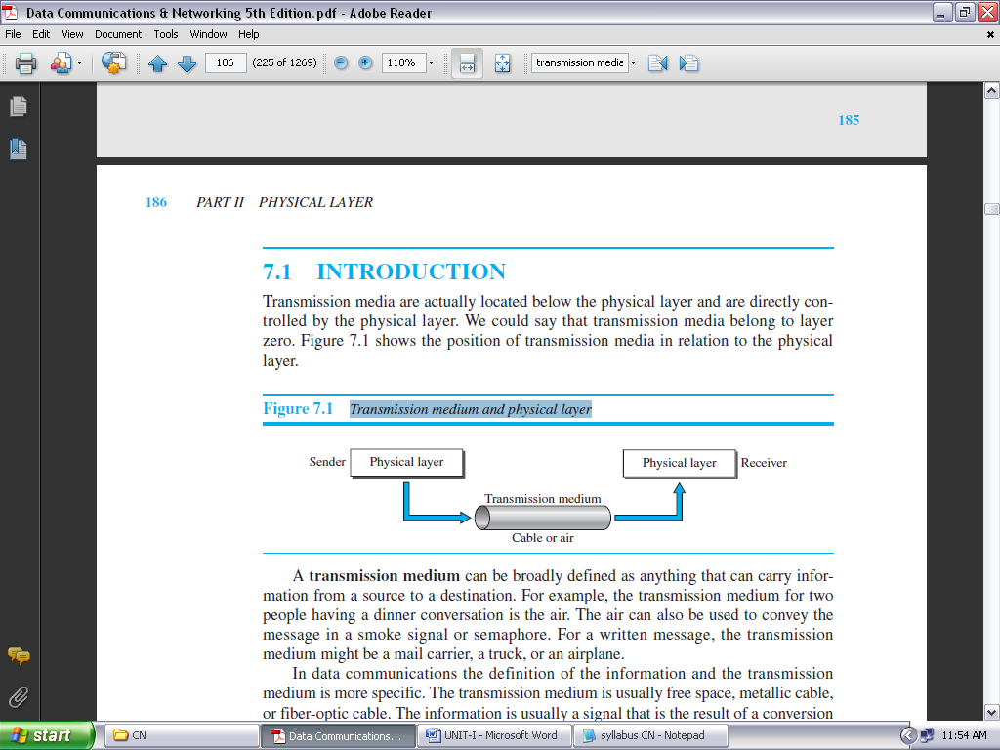 Data Communications & Networking 5th Edition.pdf - Adobe Reader
File Edit View Document Tools Window Help
186 (225 of 1269) 110% transmission media
185
186 PART II PHYSICAL LAYER
7.1 INTRODUCTION
Transmission media are actually located below the physical layer and are directly con-
trolled by the physical layer. We could say that transmission media belong to layer
zero. Figure 7.1 shows the position of transmission media in relation to the physical
layer.
Figure 7.1 Transmission medium and physical layer
Sender Physical layer Physical layer Receiver
Transmission medium
Cable or air
A transmission medium can be broadly defined as anything that can carry infor-
mation from a source to a destination. For example, the transmission medium for two
people having a dinner conversation is the air. The air can also be used to convey the
message in a smoke signal or semaphore. For a written message, the transmission
medium might be a mail carrier, a truck, or an airplane.
In data communications the definition of the information and the transmission
medium is more specific. The transmission medium is usually free space, metallic cable,
or fiber-optic cable. The information is usually a signal that is the result of a conversion
start CN Data Communications... UNIT-I - Microsoft Word syllabus CN - Notepad 11:54 AM